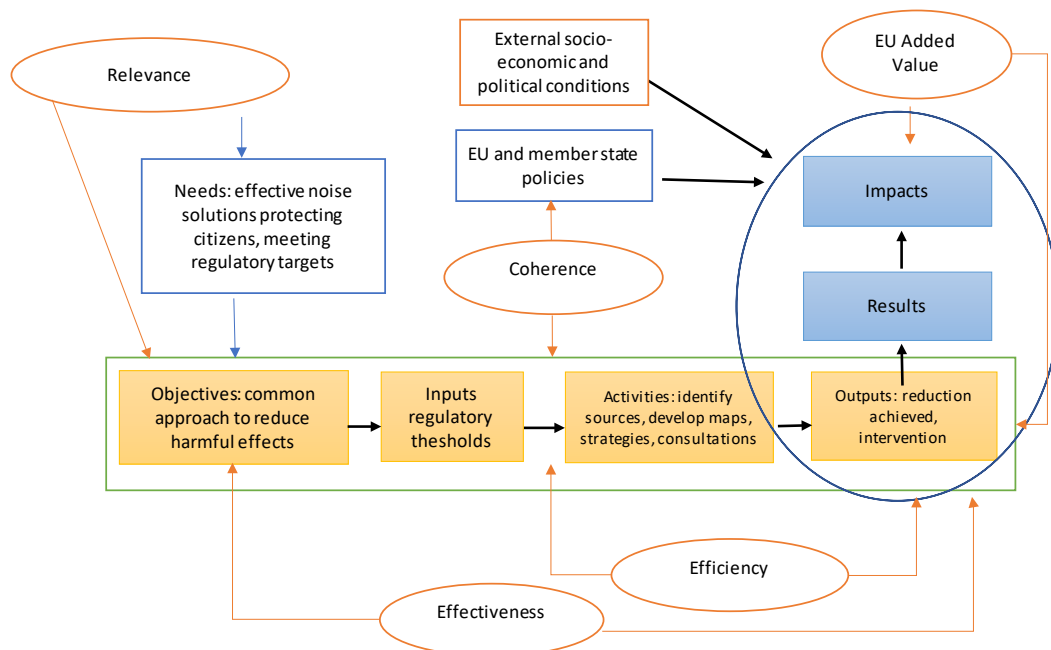 Relevance
External socio-
economic and
political conditions
EU Added
Value
Needs: effective noise
solutions protecting
citizens, meeting
regulatory targets
EU and member state
policies
Impacts
Coherence
Results
Objectives: common
approach to reduce
harmful effects
Inputs
regulatory
thesholds
Activities: identify
sources, develop maps,
strategies, consultations
Outputs: reduction
achieved,
intervention
Efficiency
Effectiveness